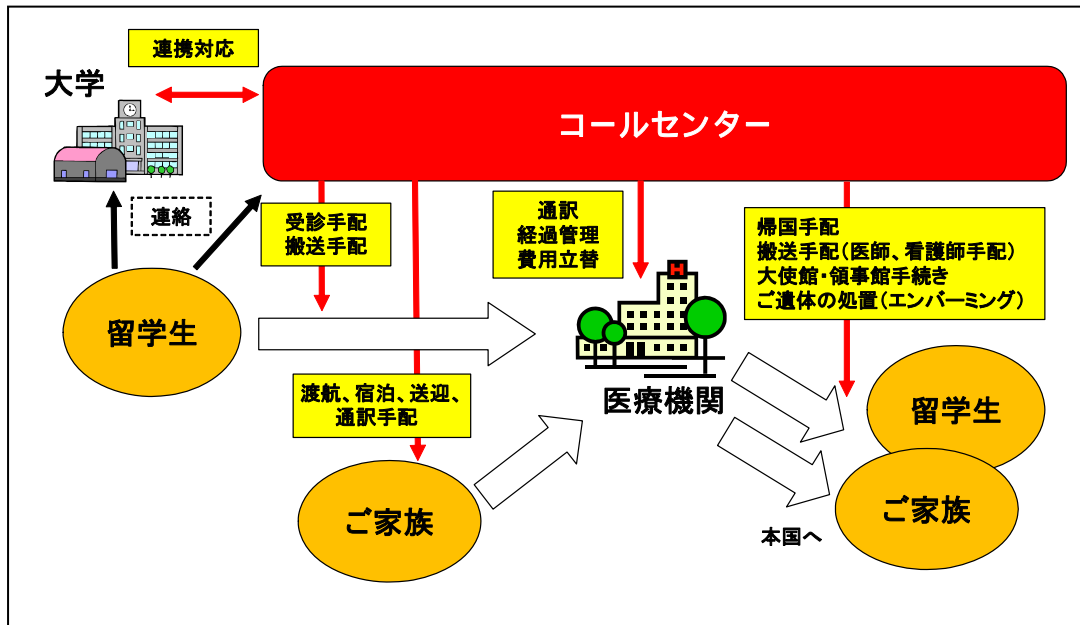 連携対応
大学
コールセンター
連絡
受診手配
搬送手配
通訳
経過管理
費用立替
帰国手配
搬送手配(医師、看護師手配)
大使館・領事館手続き
ご遺体の処置(エンバーミング)
H
留学生
渡航、宿泊、送迎、
通訳手配
医療機関
留学生
ご家族
ご家族
本国へ